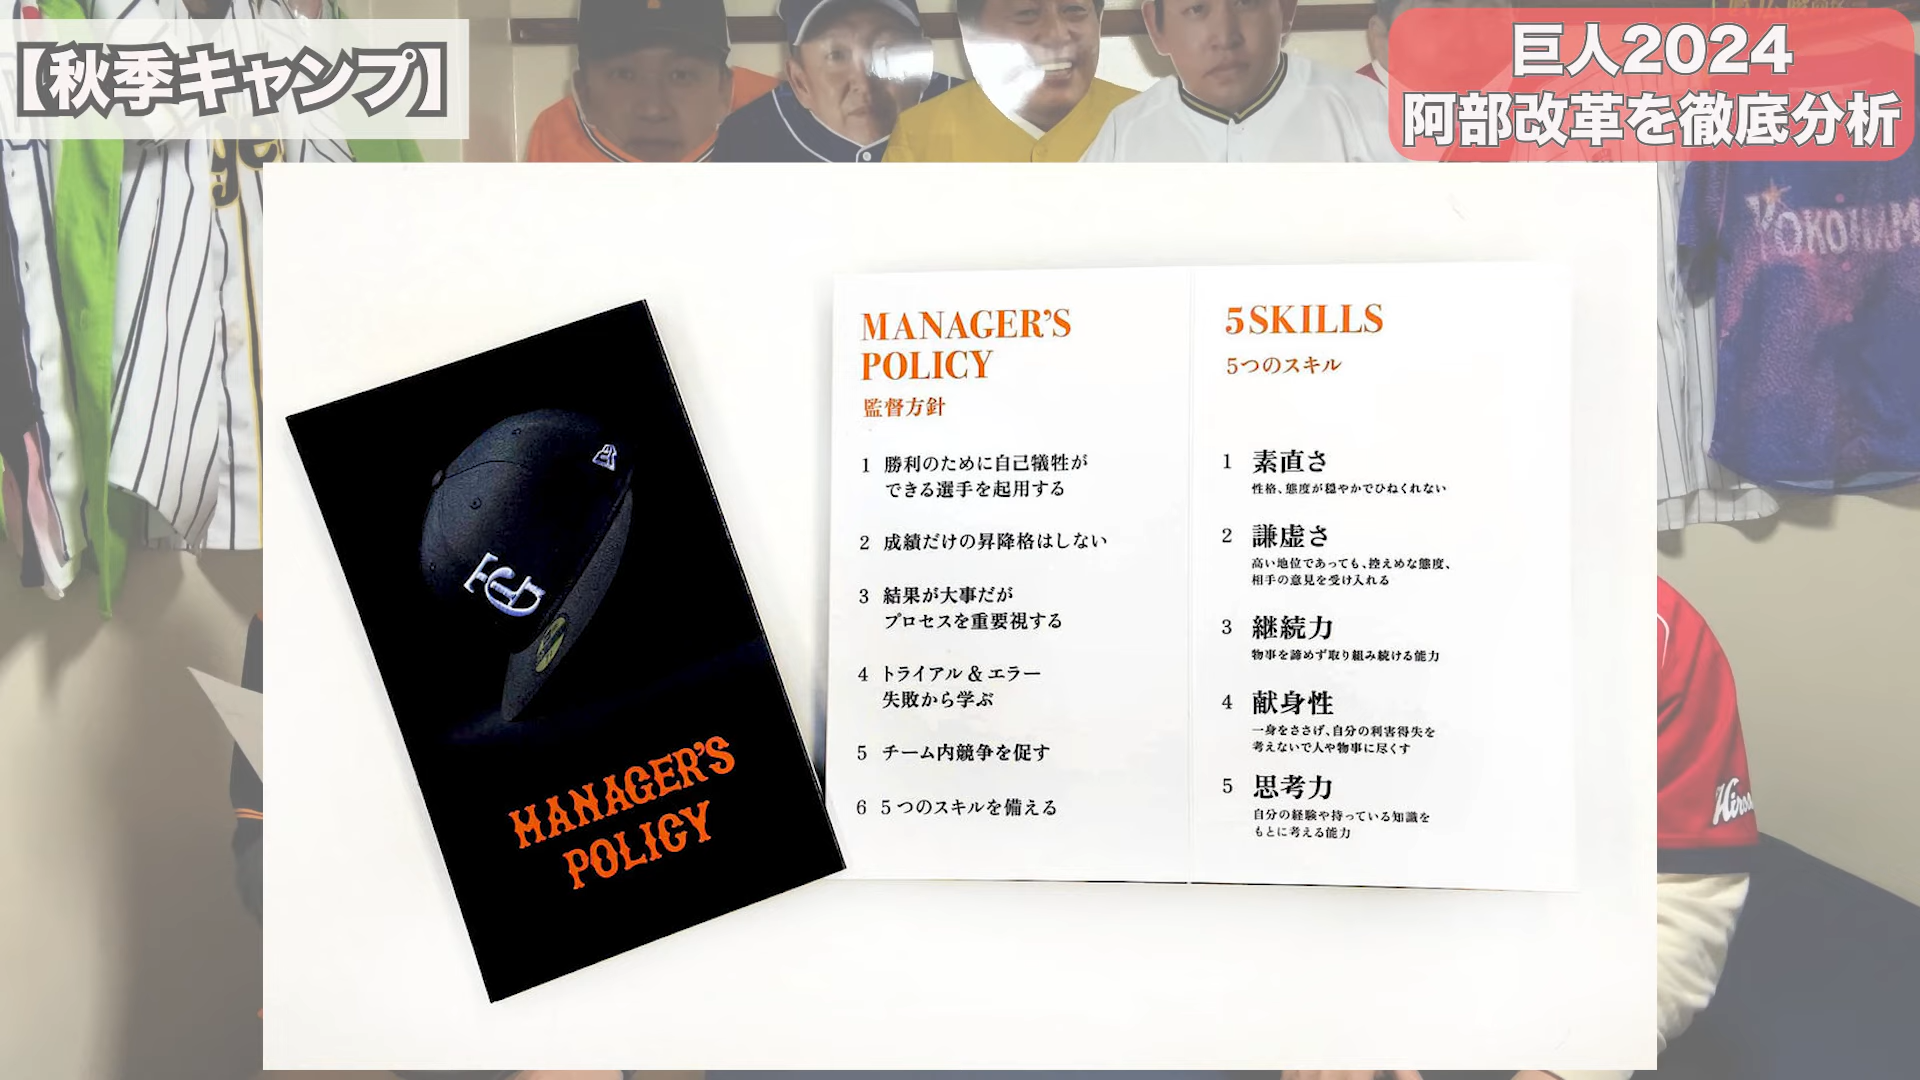 【秋季キャンプ】
巨人2024
阿部改革を徹底分析
MANAGER'S
POLICY
MANAGER'S
POLICY
監督方針
1 勝利のために自己犠牲が
できる選手を起用する
2 成績だけの昇降格はしない
3 結果が大事だが
プロセスを重要視する
4 トライアル&エラー
失敗から学ぶ
5 チーム内競争を促す
6 5つのスキルを備える
5SKILLS
5つのスキル
1 素直さ
性格、態度が穏やかでひねくれない
2 謙虚さ
高い地位であっても、控えめな態度、
相手の意見を受け入れる
3 継続力
物事を諦めず取り組み続ける能力
4 献身性
一身をささげ、自分の利害得失を
考えないで人や物事に尽くす
5 思考力
自分の経験や持っている知識を
もとに考える能力